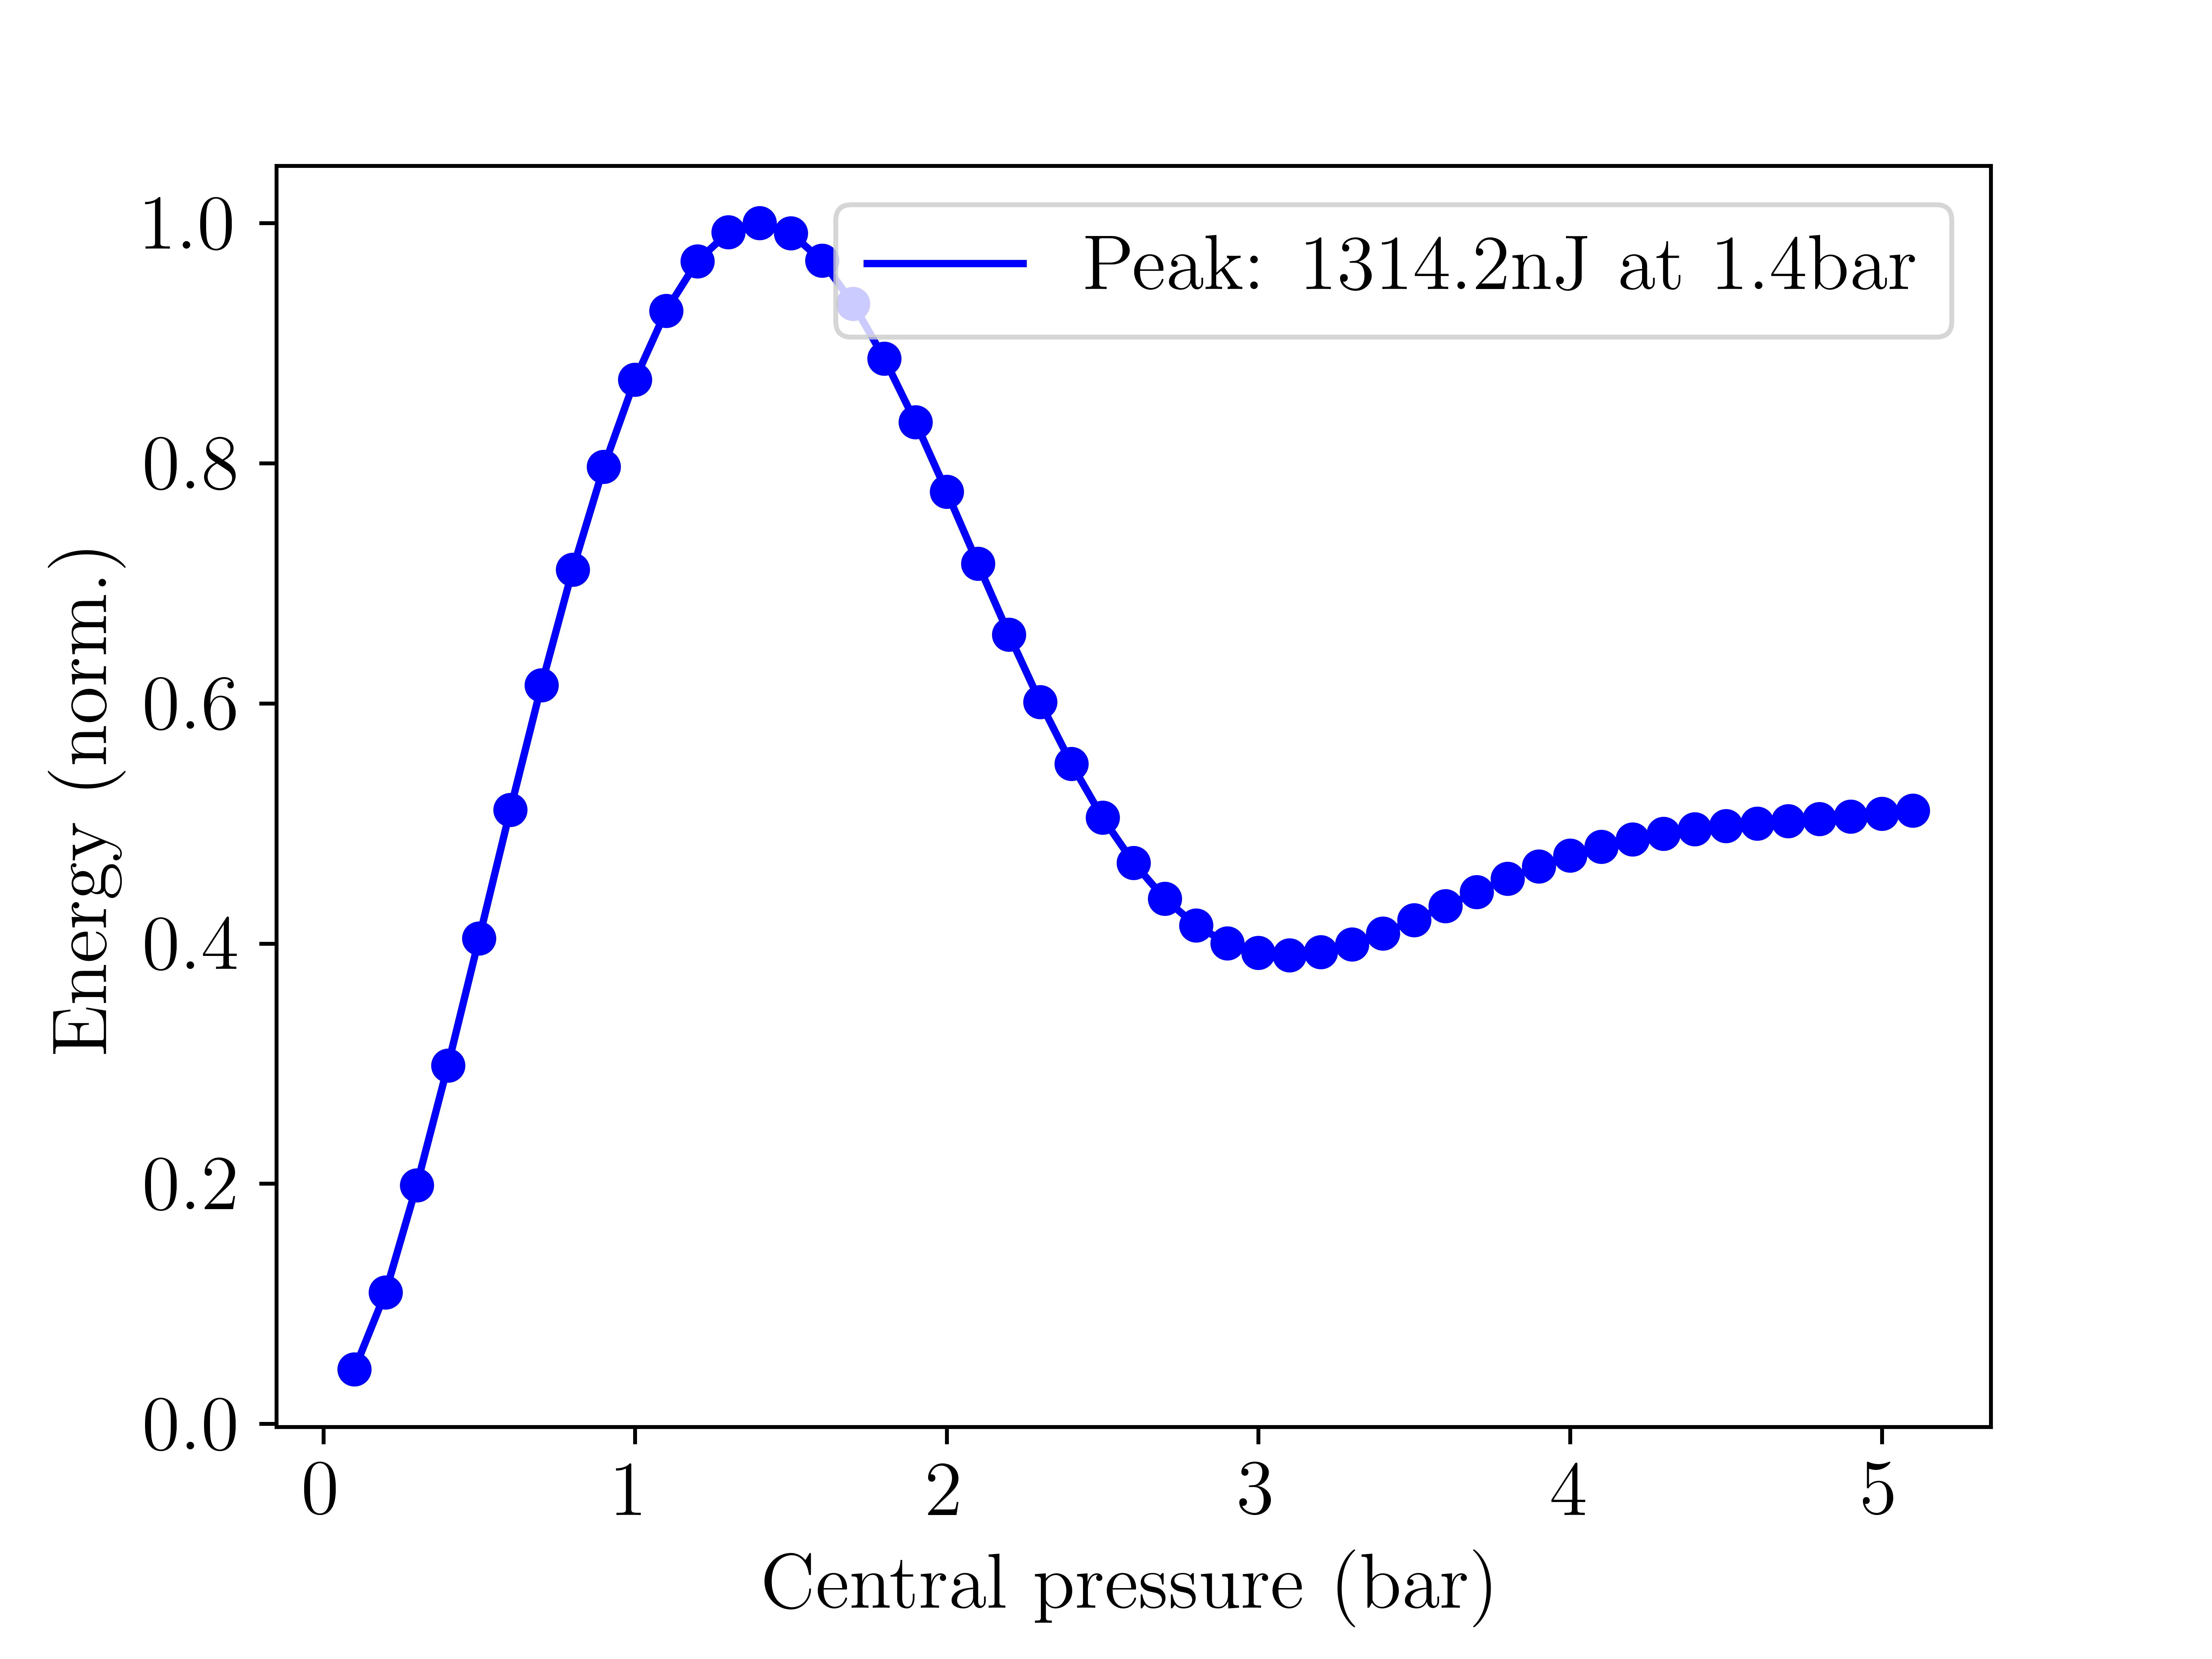 Peak: 1314.2nJ at 1.4bar
1.0
0.8
0.6
0.4
0.2
0.0
Energy (norm.)
0 1 2 3 4 5
Central pressure (bar)